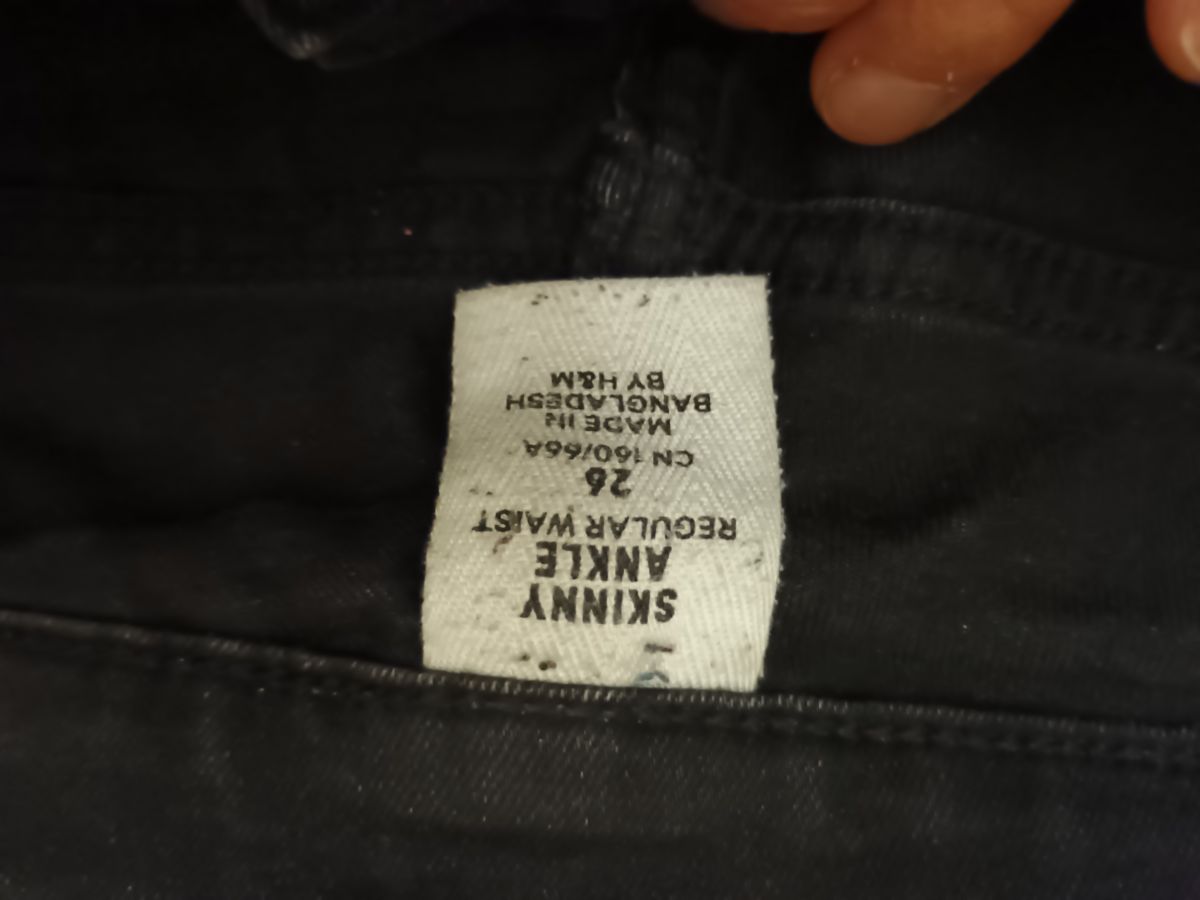 SKINNY
ANKLE
REGULAR WAIST
26
CN 160/66A
MADE IN
BANGLADESH
BY H&M